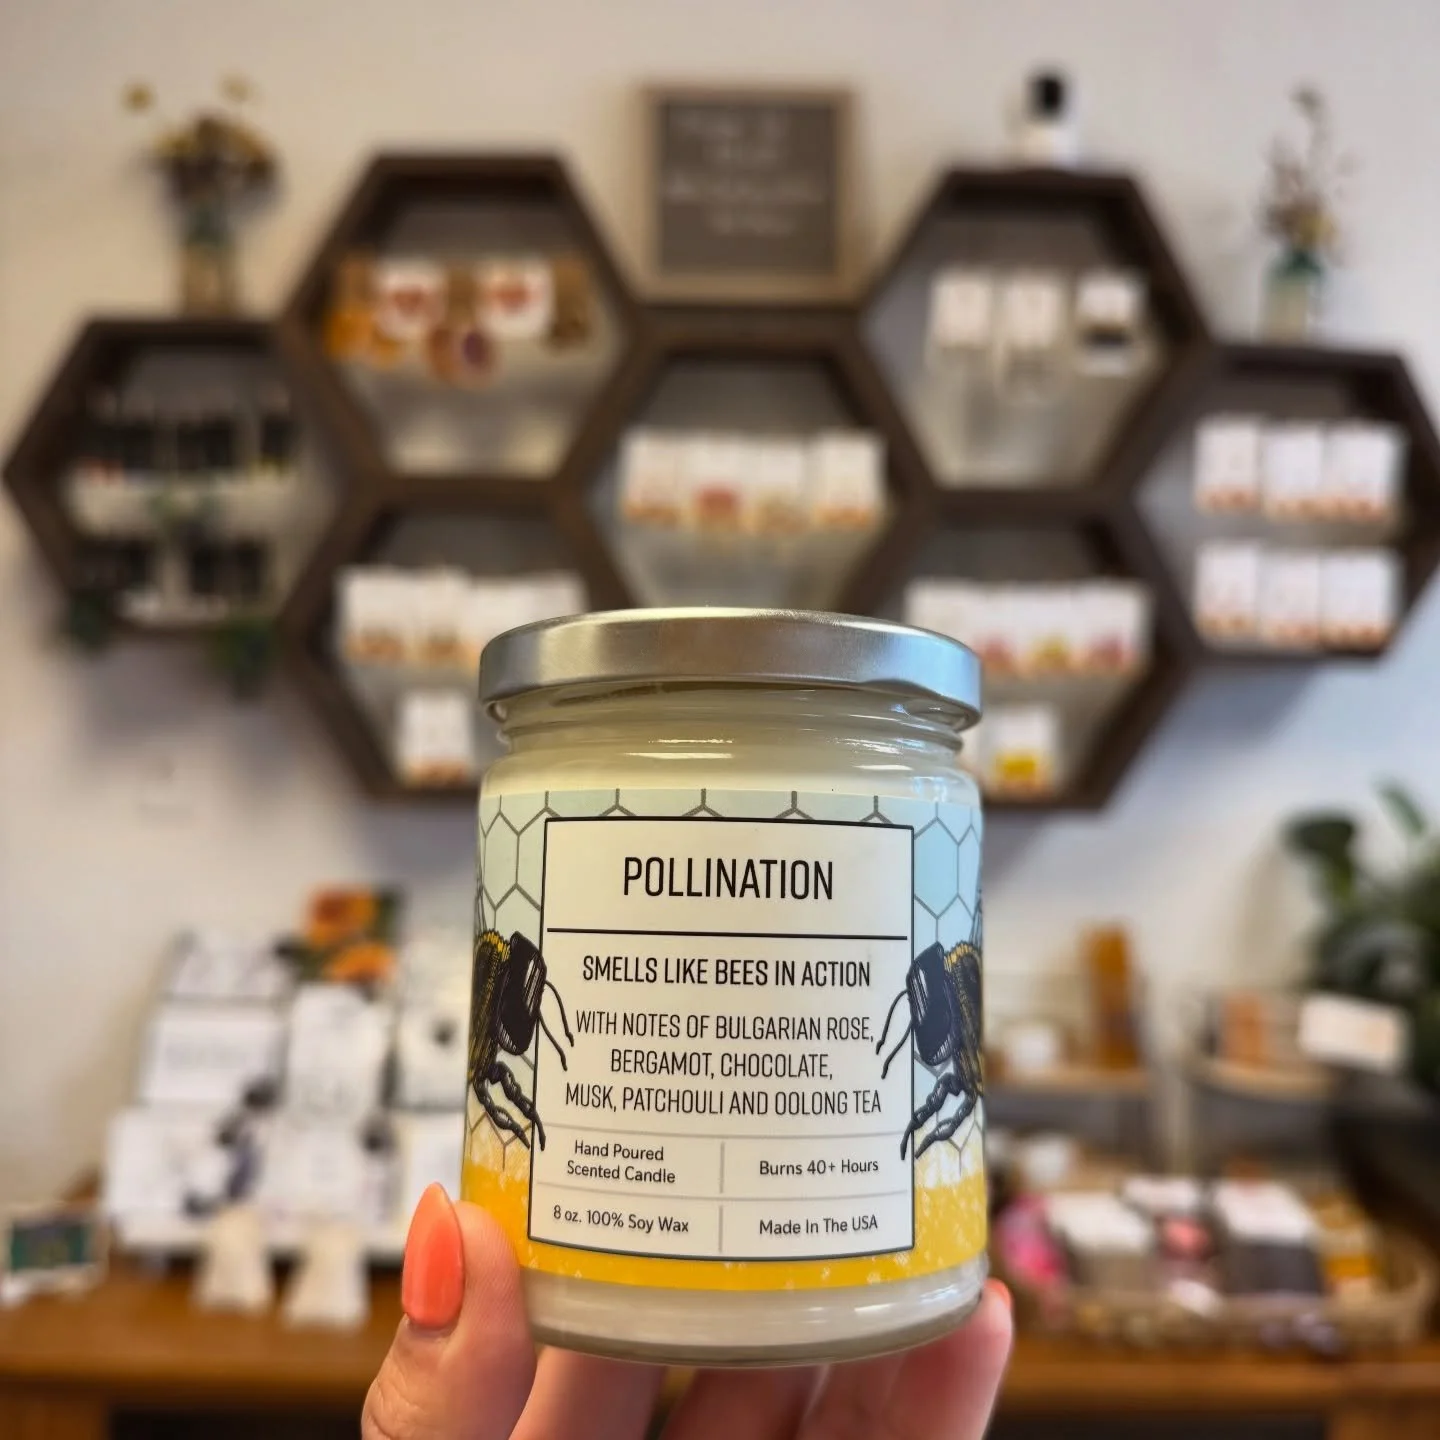 POLLINATION
SMELLS LIKE BEES IN ACTION
WITH NOTES OF BULGARIAN ROSE,
BERGAMOT, CHOCOLATE,
MUSK, PATCHOULI AND OOLONG TEA
Hand Poured
Scented Candle
Burns 40+ Hours
8 oz. 100% Soy Wax
Made In The USA